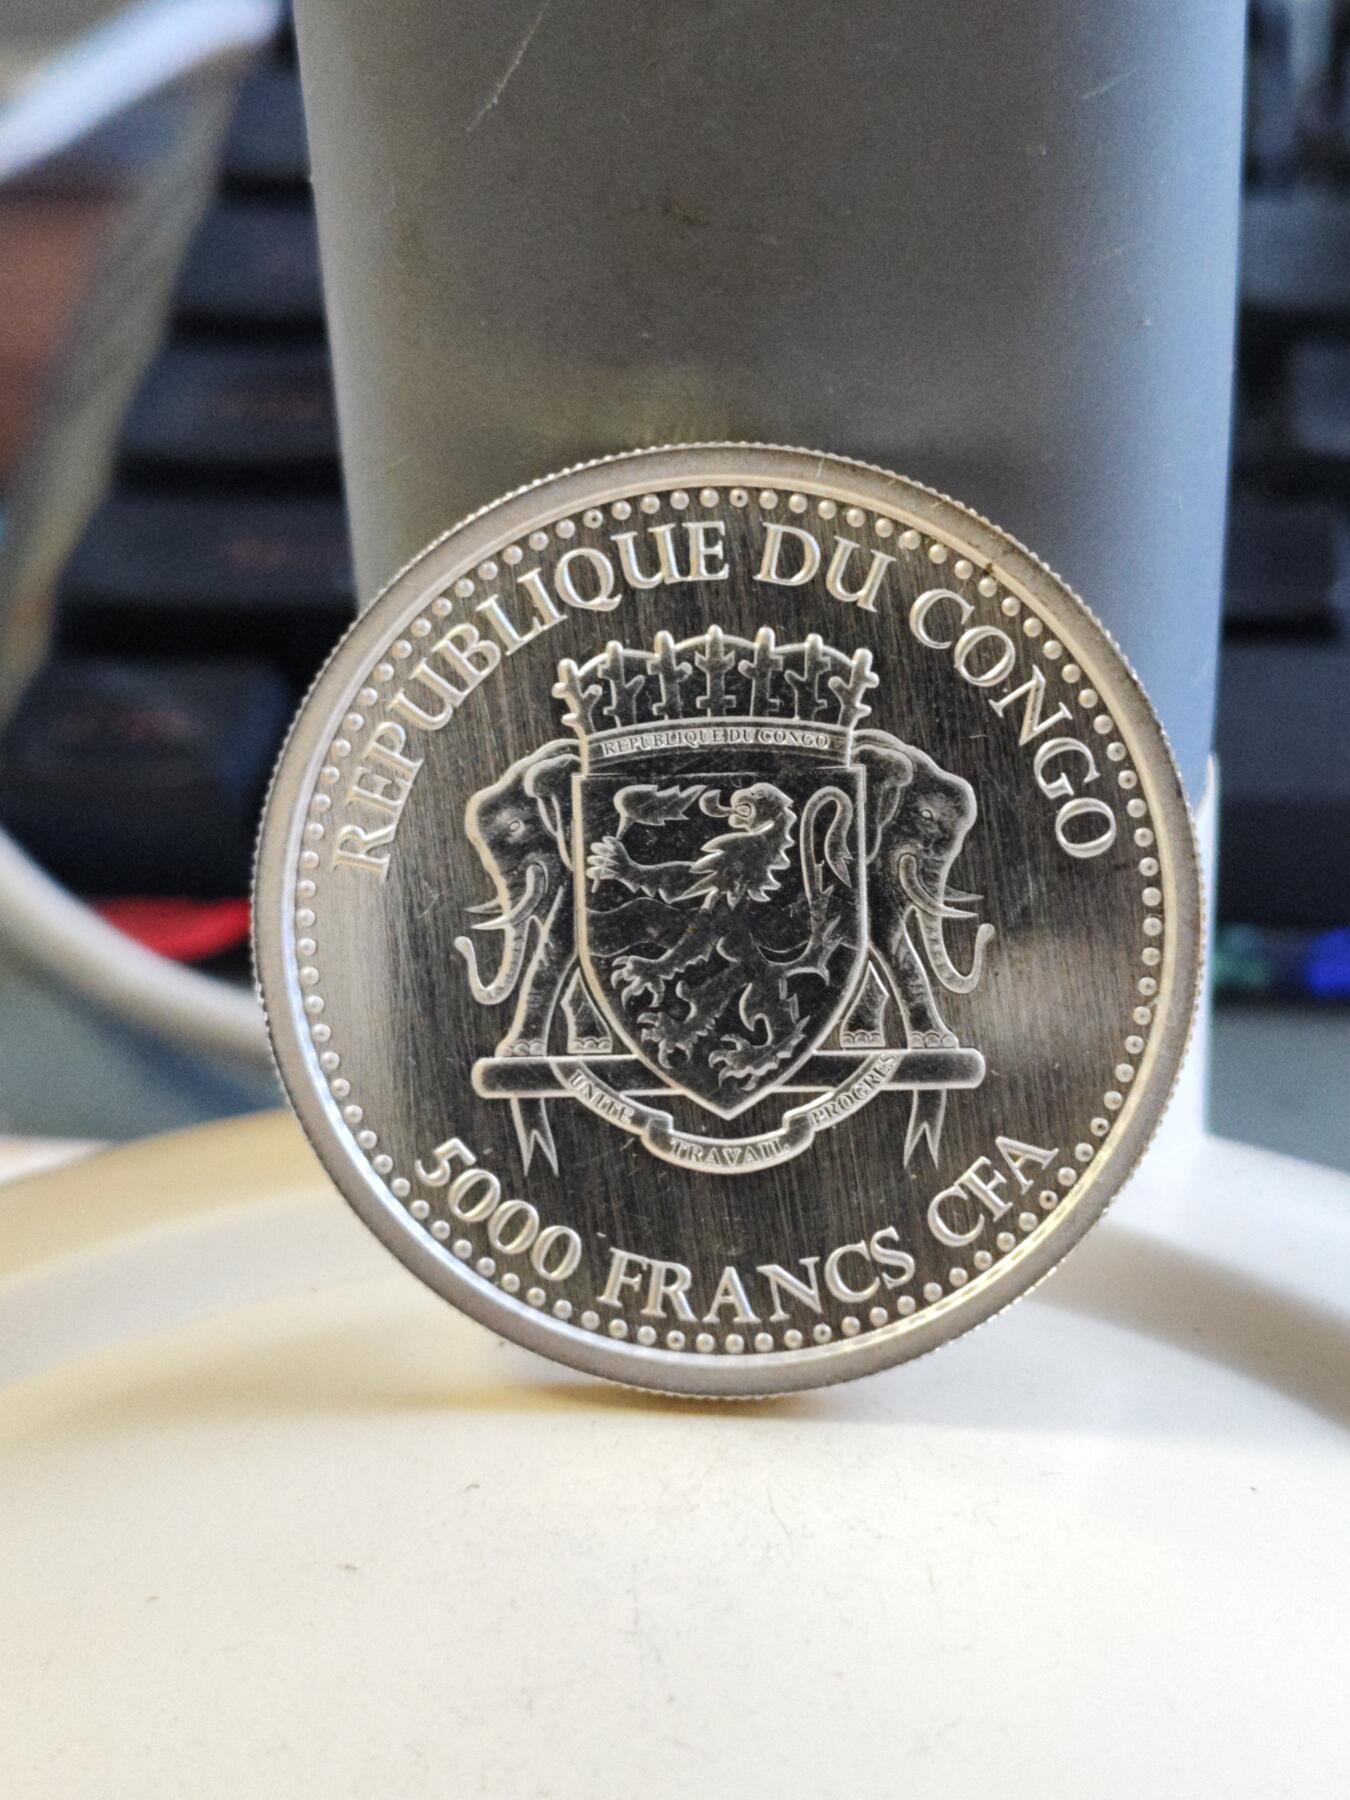 REPUBLIQUE DU CONGO
REPUBLIQUE DU CONGO
UNITE TRAVAIL PROGRES
5000 FRANCS CFA